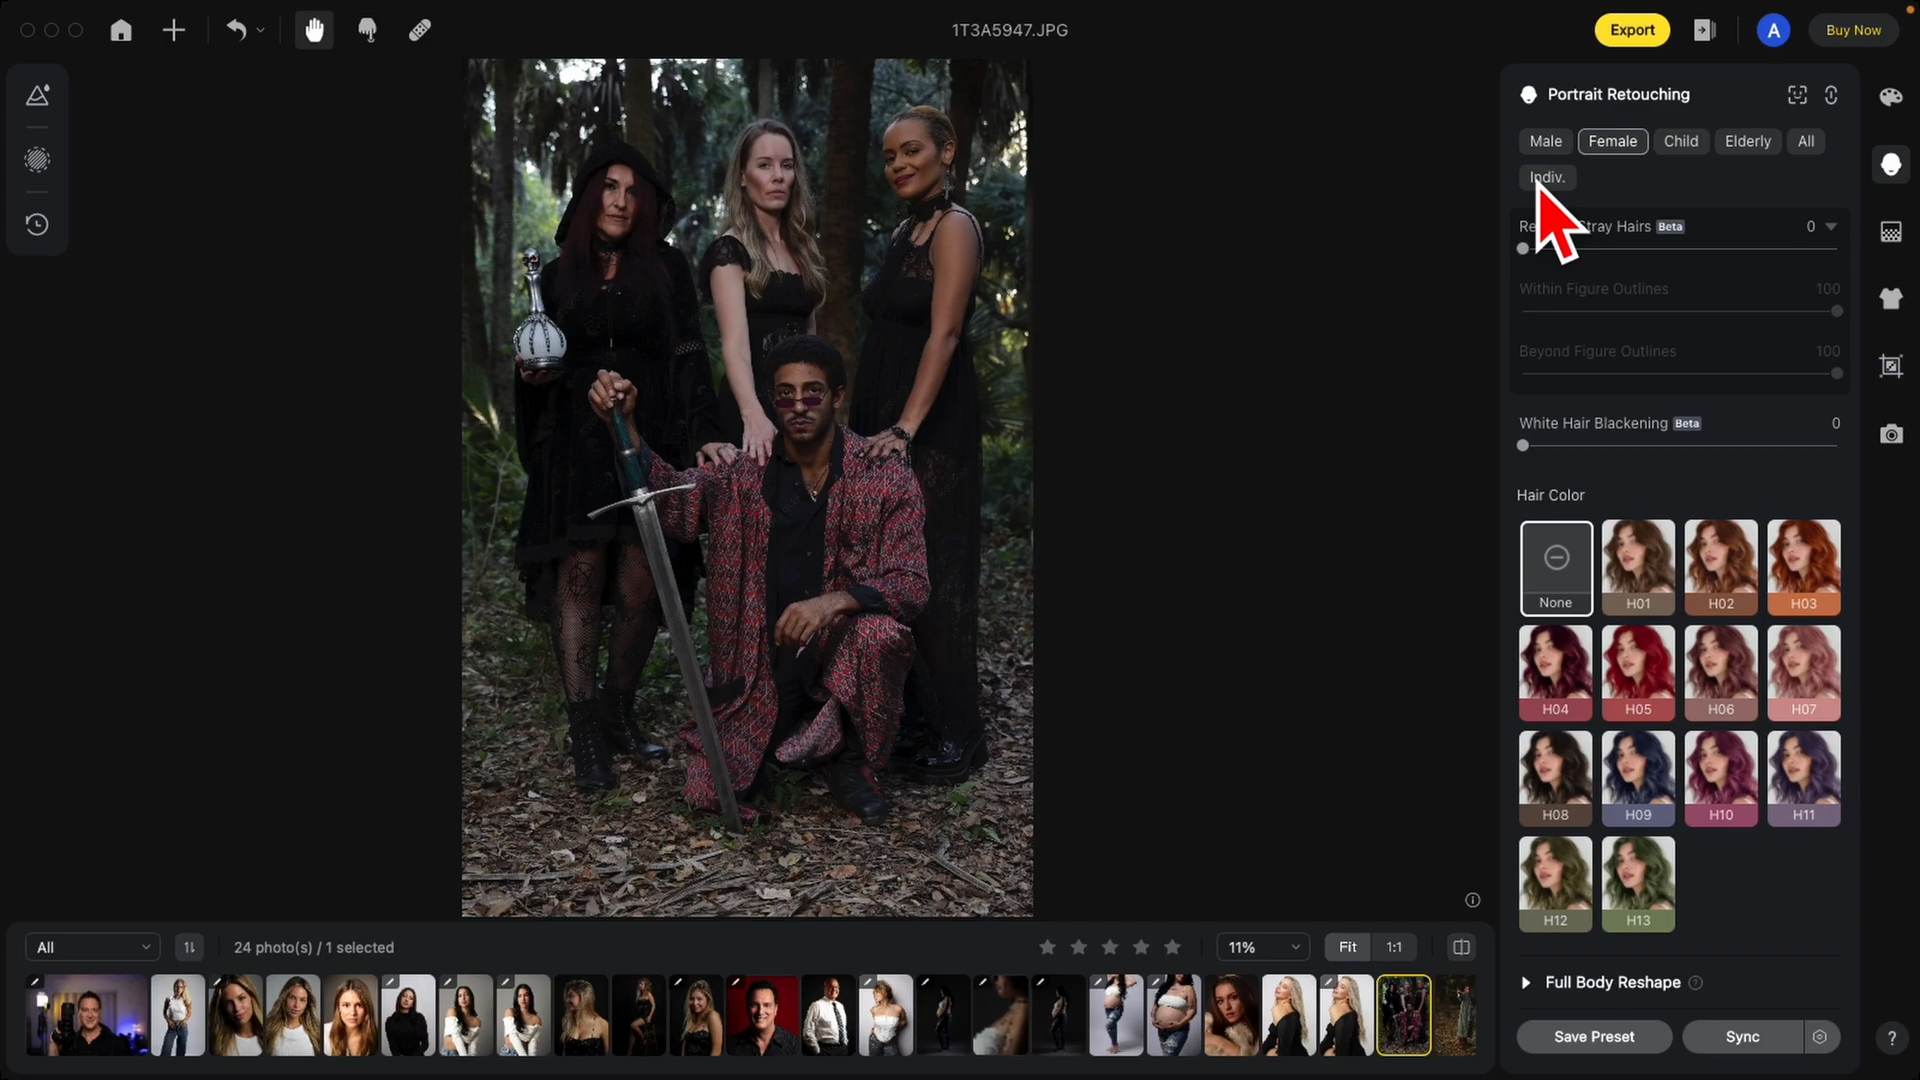 1T3A5947.JPG
Export
A
Buy Now
Portrait Retouching
Male Female Child Elderly All
Indiv.
Re tray Hairs Beta 0
Within Figure Outlines 100
Beyond Figure Outlines 100
White Hair Blackening Beta 0
Hair Color
None H01 H02 H03
H04 H05 H06 H07
H08 H09 H10 H11
H12 H13
Full Body Reshape ?
Save Preset Sync
?
All 24 photo(s) / 1 selected 11% Fit 1:1